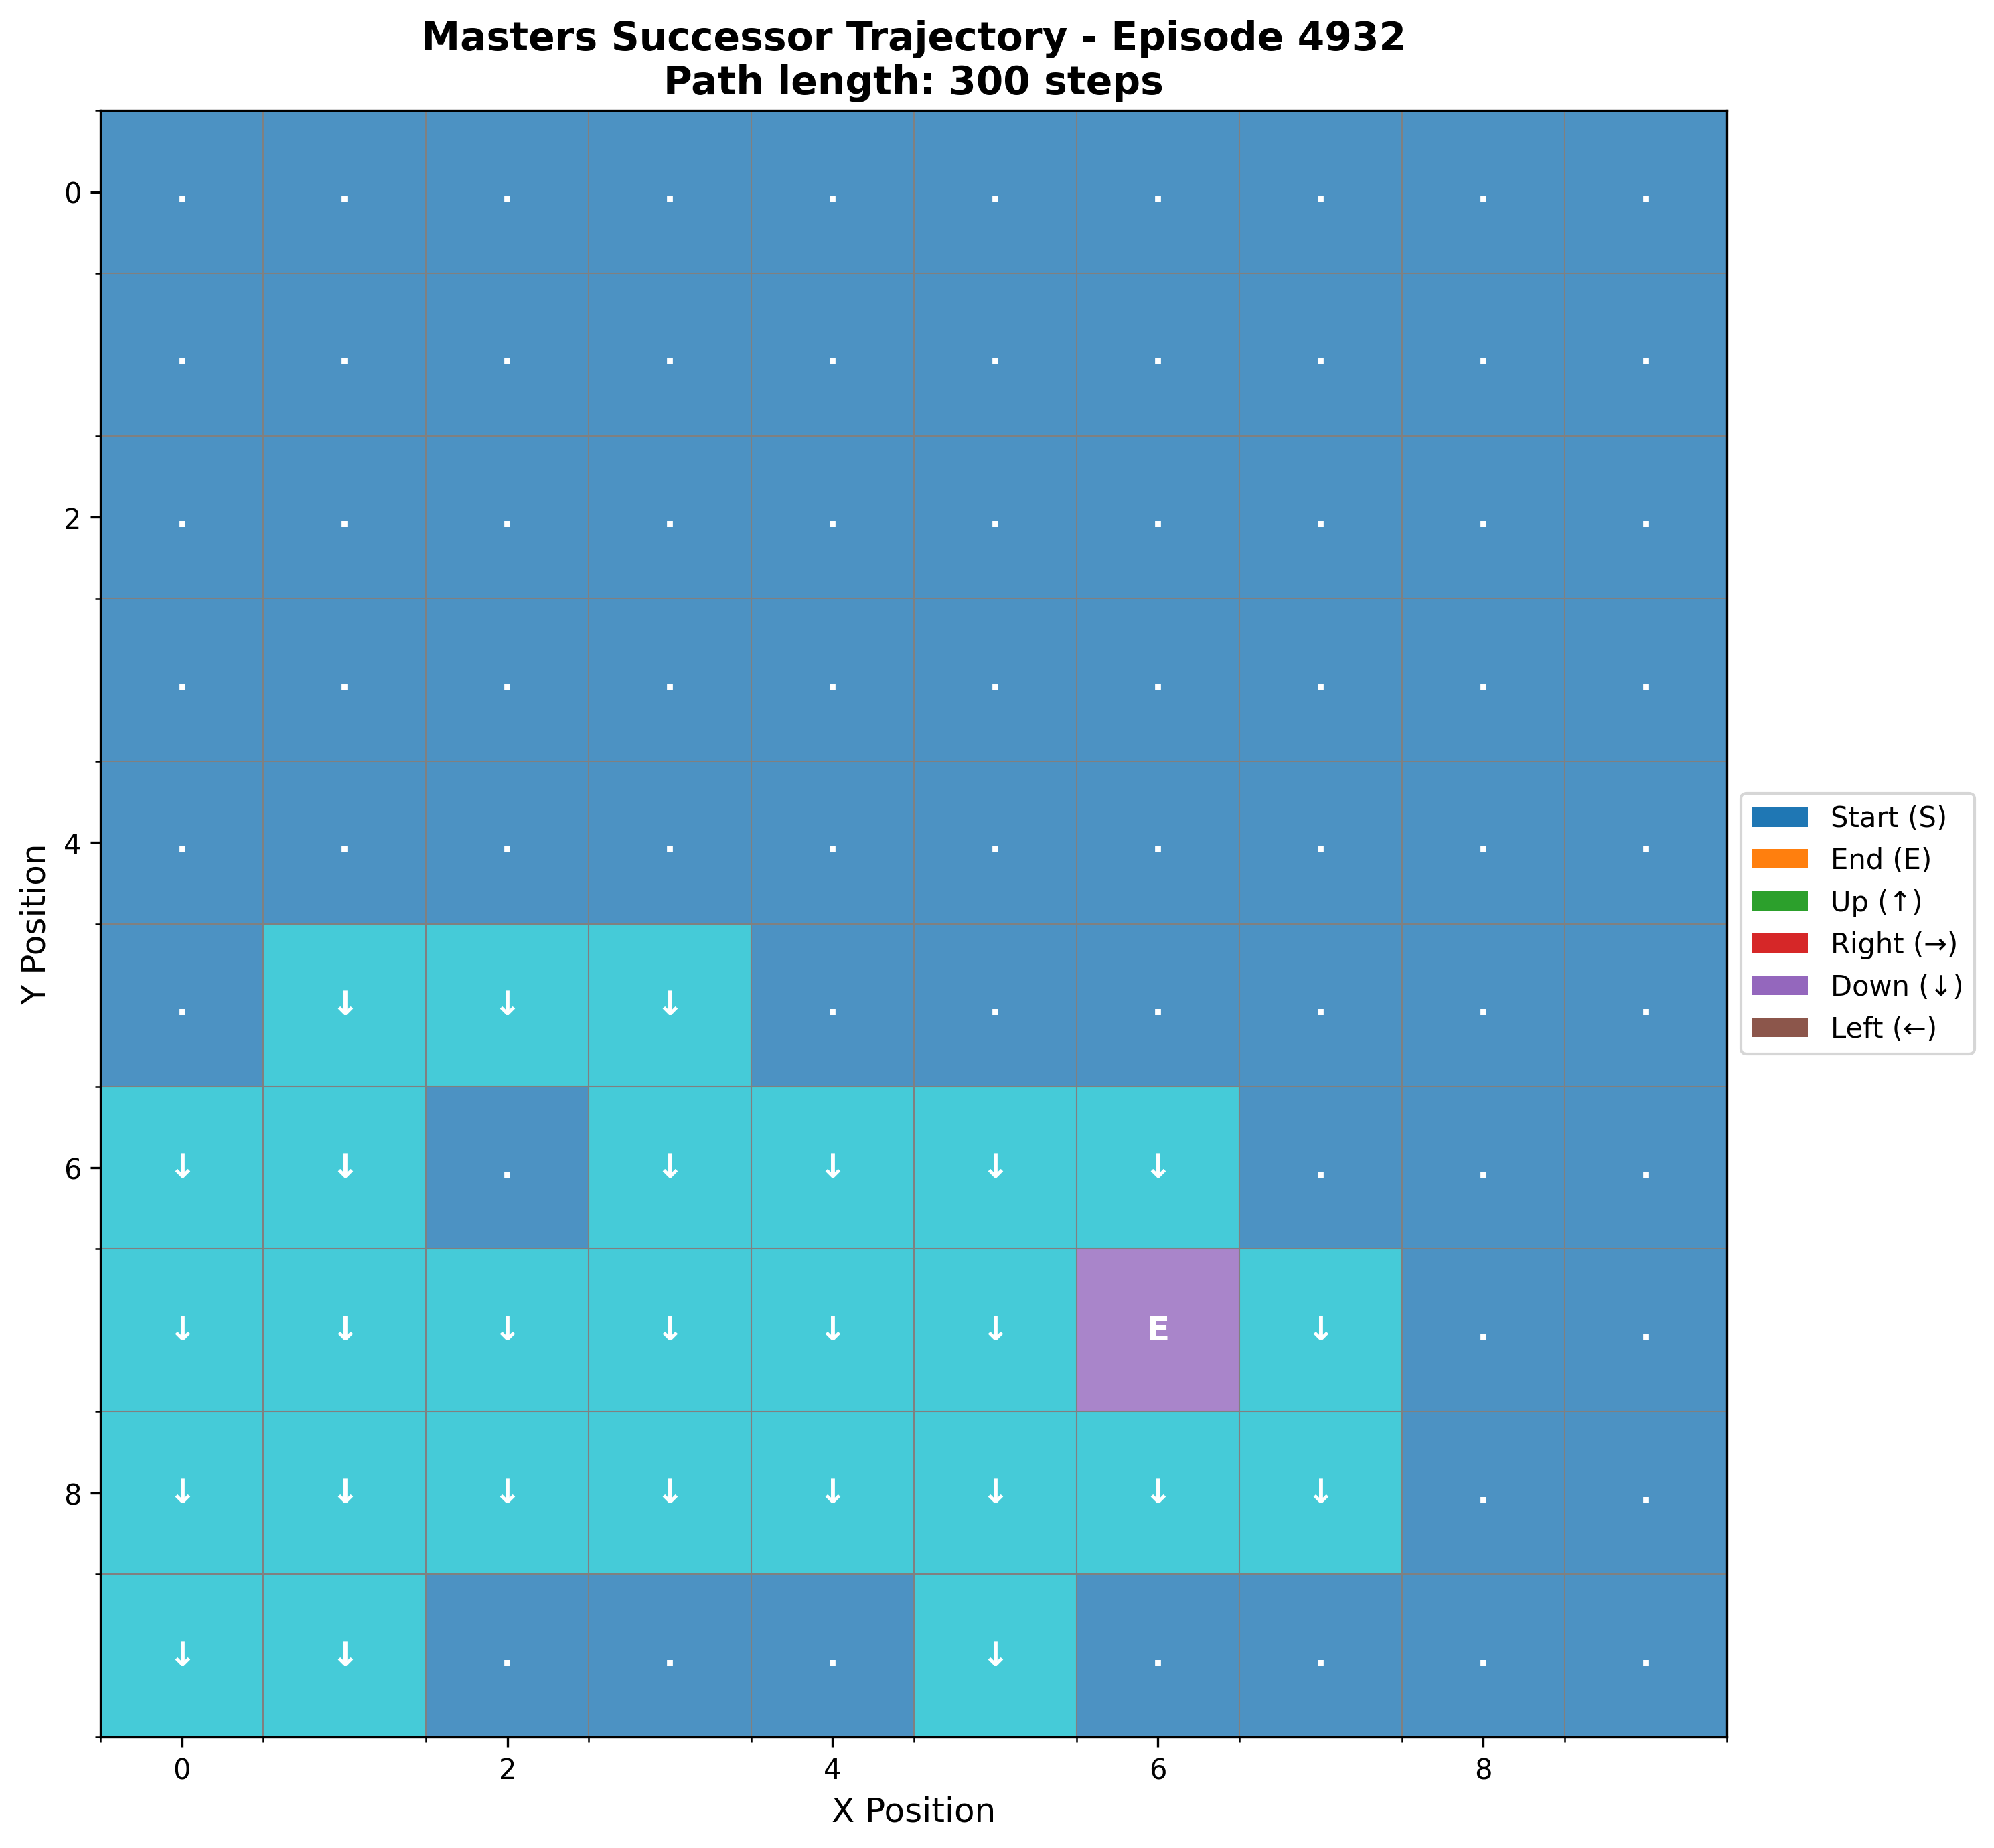 Masters Successor Trajectory - Episode 4932
Path length: 300 steps
0 . . . . . . . . . .
. . . . . . . . . .
2 . . . . . . . . . .
. . . . . . . . . .
4 . . . . . . . . . .
. ↓ ↓ ↓ . . . . . .
6 ↓ ↓ . ↓ ↓ ↓ ↓ . . .
↓ ↓ ↓ ↓ ↓ ↓ E ↓ . .
8 ↓ ↓ ↓ ↓ ↓ ↓ ↓ ↓ . .
↓ ↓ . . . ↓ . . . .
0 2 4 6 8
X Position
Y Position
Start (S)
End (E)
Up (↑)
Right (→)
Down (↓)
Left (←)